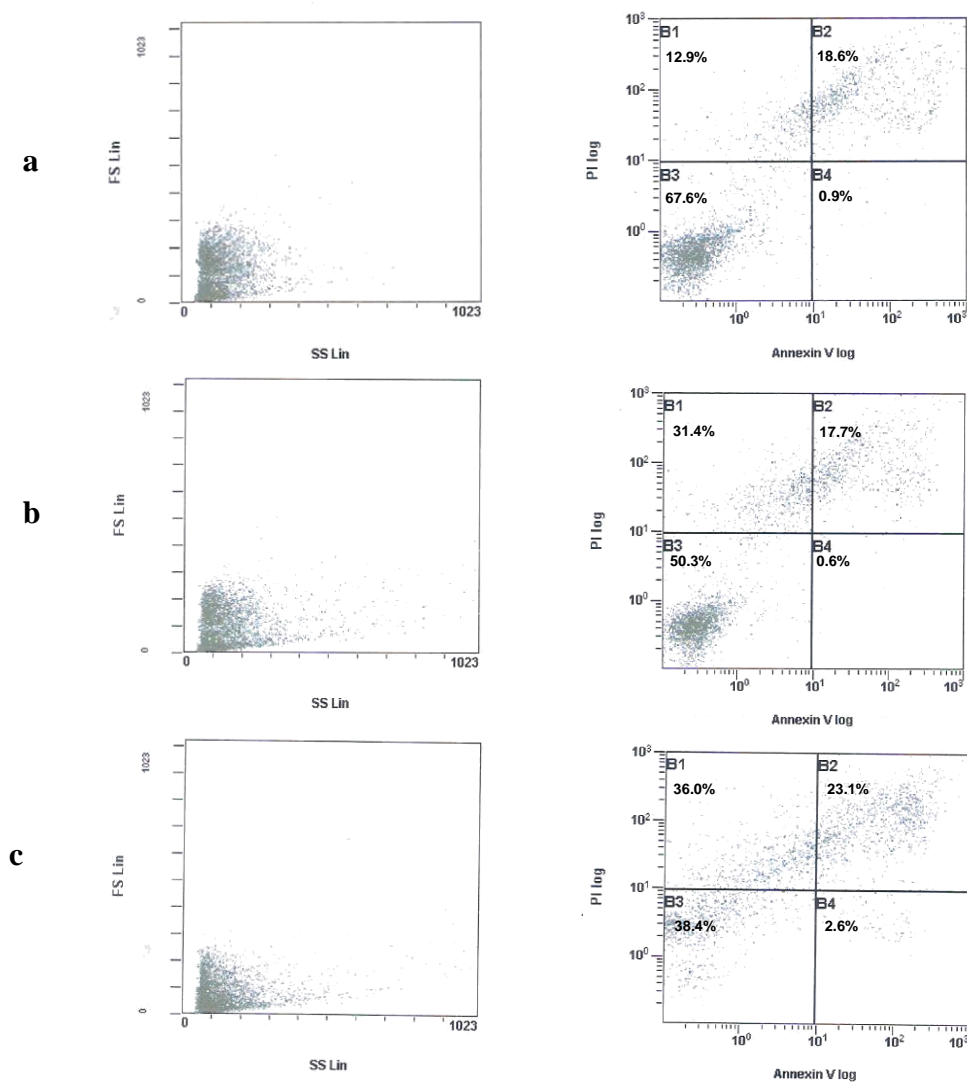 a
1023
FS Lin
0
0
1023
SS Lin
10³
10²
10¹
10⁰
PI log
B1
12.9%
B2
18.6%
B3
67.6%
B4
0.9%
10⁰
10¹
10²
10³
Annexin V log
b
1023
FS Lin
0
0
1023
SS Lin
10³
10²
10¹
10⁰
PI log
B1
31.4%
B2
17.7%
B3
50.3%
B4
0.6%
10⁰
10¹
10²
10³
Annexin V log
c
1023
FS Lin
0
0
1023
SS Lin
10³
10²
10¹
10⁰
PI log
B1
36.0%
B2
23.1%
B3
38.4%
B4
2.6%
10⁰
10¹
10²
10³
Annexin V log